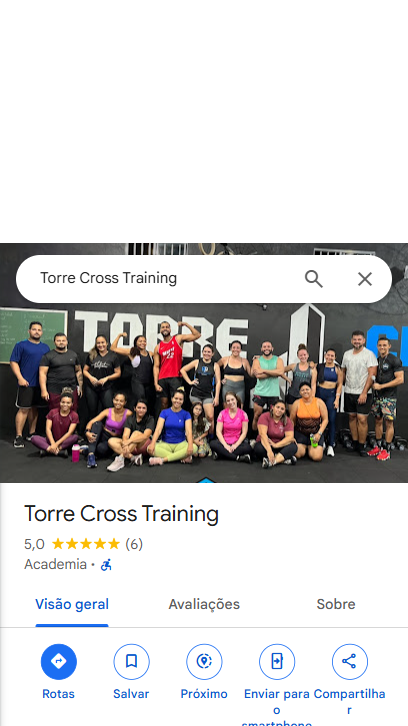 Torre Cross Training
TORRE
Torre Cross Training
5,0 (6)
Academia •
Visão geral
Avaliações
Sobre
Rotas
Salvar
Próximo
Enviar para o
smartphone
Compartilha
r